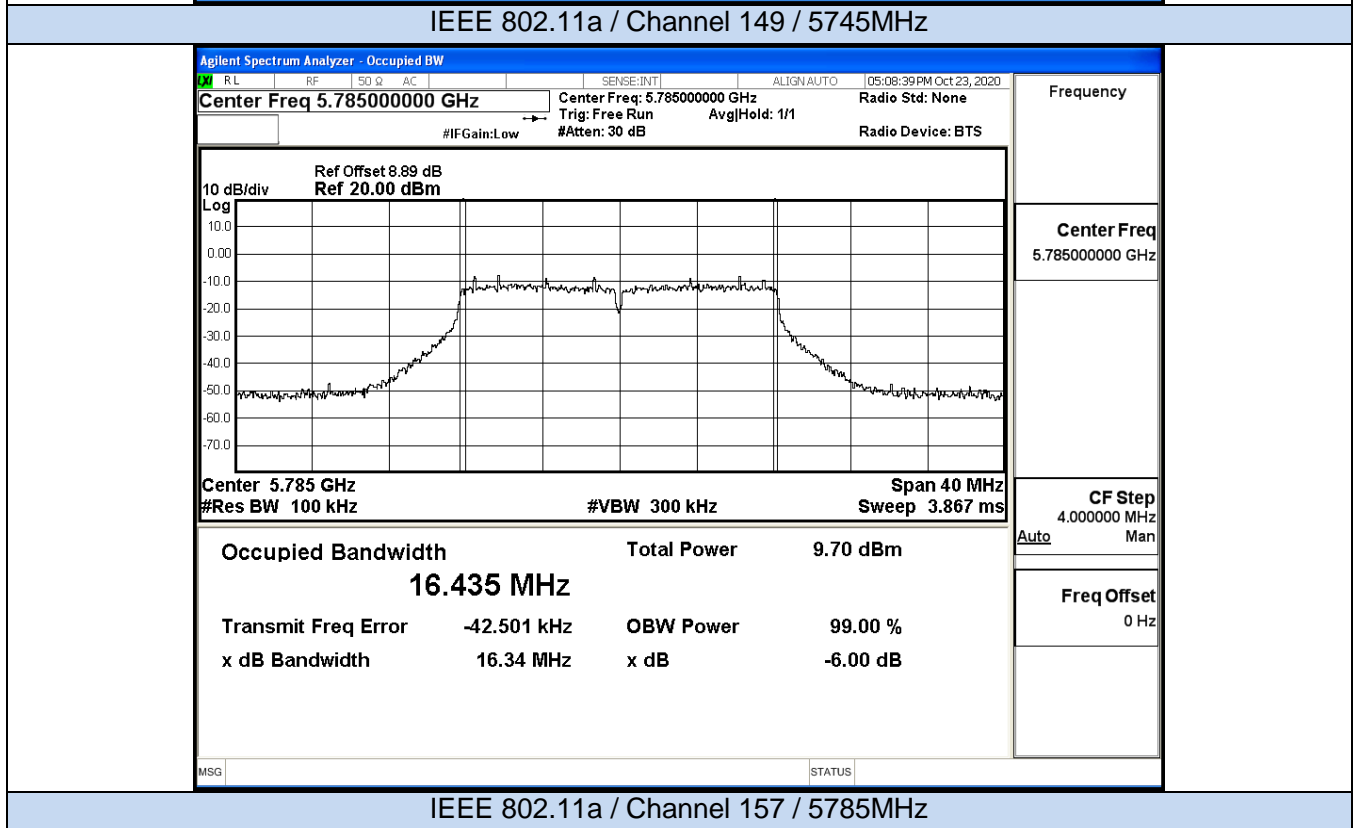 IEEE 802.11a / Channel 149 / 5745MHz
Agilent Spectrum Analyzer - Occupied BW
LXI RL RF 50 Ω AC SENSE:INT ALIGN AUTO 05:08:39 PM Oct 23, 2020
Center Freq 5.785000000 GHz
Center Freq: 5.785000000 GHz Radio Std: None
Trig: Free Run Avg|Hold: 1/1
#IFGain:Low #Atten: 30 dB Radio Device: BTS
Ref Offset 8.89 dB
10 dB/div Ref 20.00 dBm
Log
10.0
0.00
-10.0
-20.0
-30.0
-40.0
-50.0
-60.0
-70.0
Center 5.785 GHz Span 40 MHz
#Res BW 100 kHz #VBW 300 kHz Sweep 3.867 ms
Occupied Bandwidth Total Power 9.70 dBm
16.435 MHz
Transmit Freq Error -42.501 kHz OBW Power 99.00 %
x dB Bandwidth 16.34 MHz x dB -6.00 dB
MSG STATUS
Frequency
Center Freq
5.785000000 GHz
CF Step
4.000000 MHz
Auto Man
Freq Offset
0 Hz
IEEE 802.11a / Channel 157 / 5785MHz